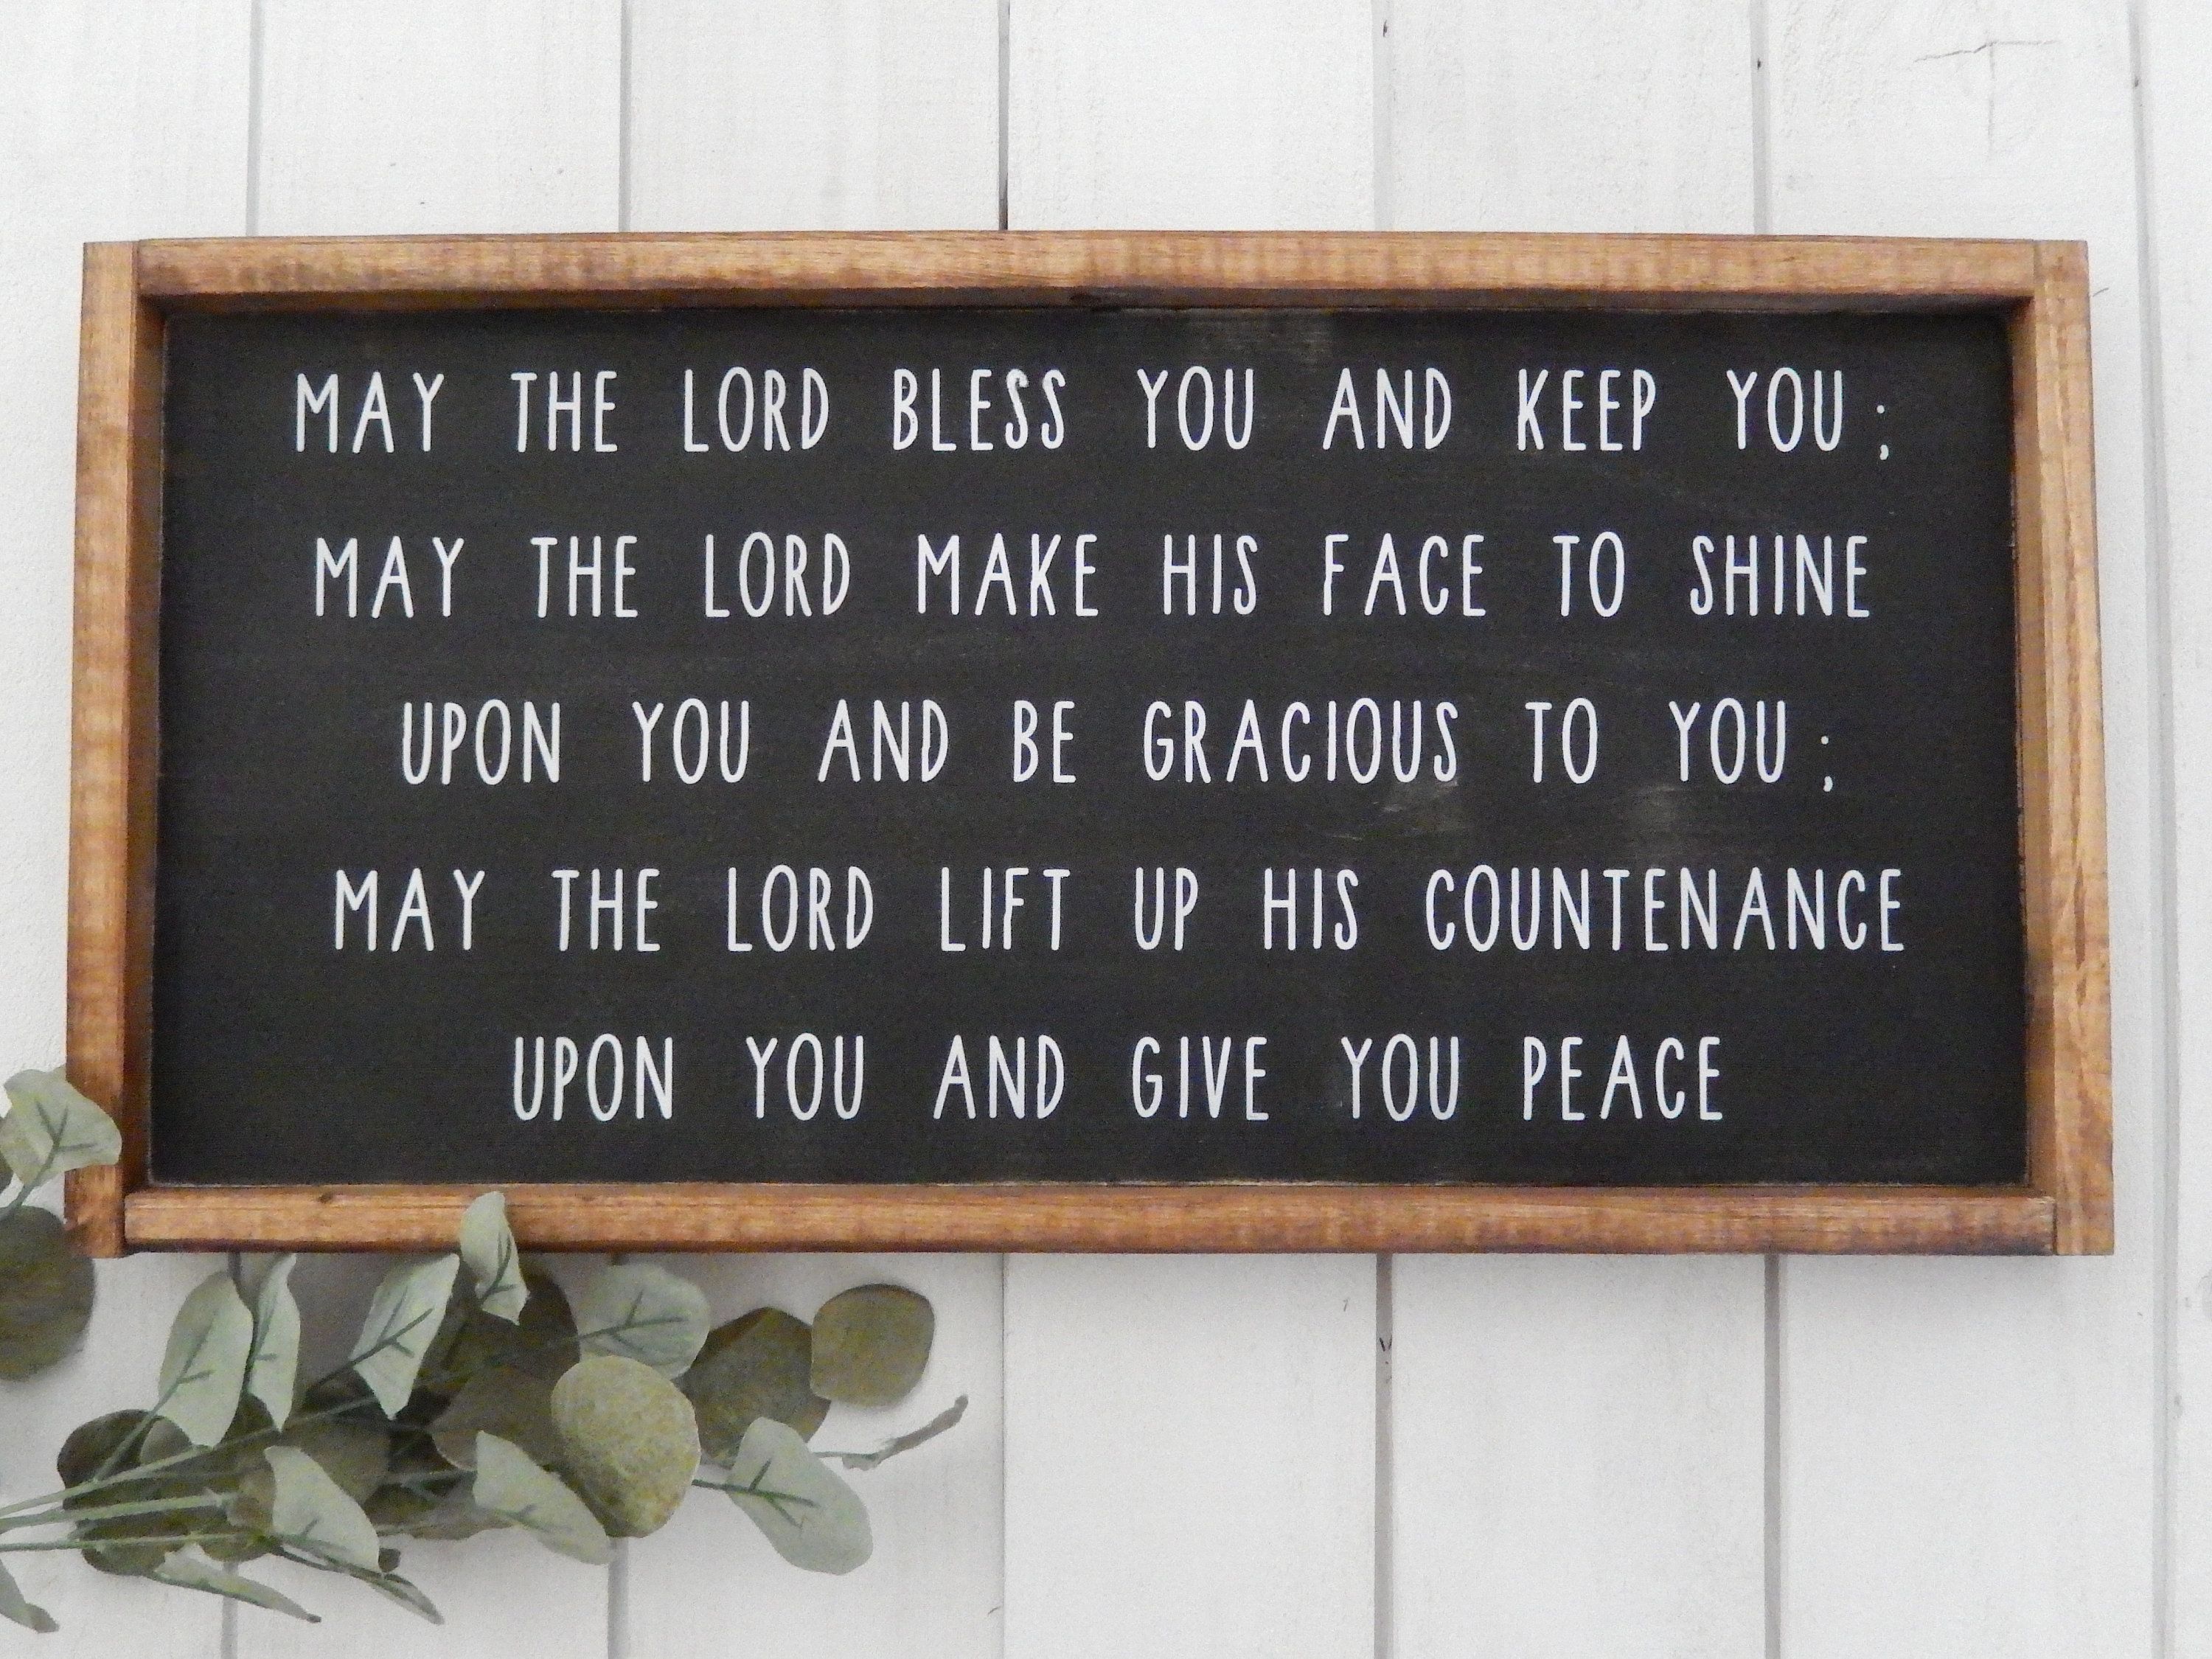 MAY THE LORD BLESS YOU AND KEEP YOU;
MAY THE LORD MAKE HIS FACE TO SHINE
UPON YOU AND BE GRACIOUS TO YOU;
MAY THE LORD LIFT UP HIS COUNTENANCE
UPON YOU AND GIVE YOU PEACE